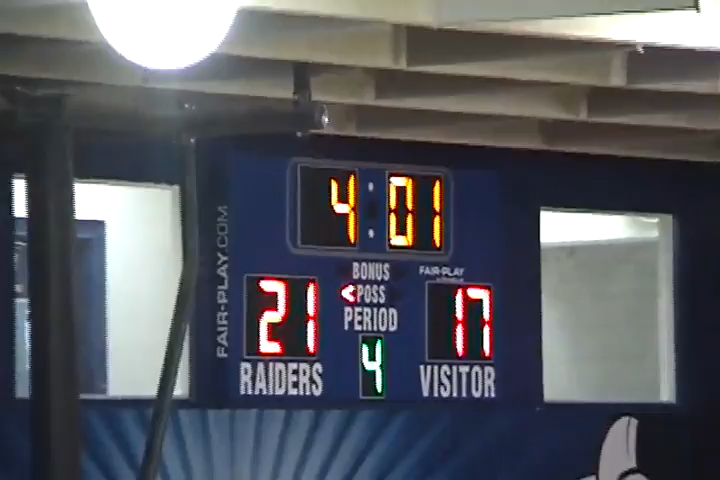 4:01
FAIR-PLAY.COM
BONUS
FAIR-PLAY
21
<POSS
17
PERIOD
4
RAIDERS
VISITOR